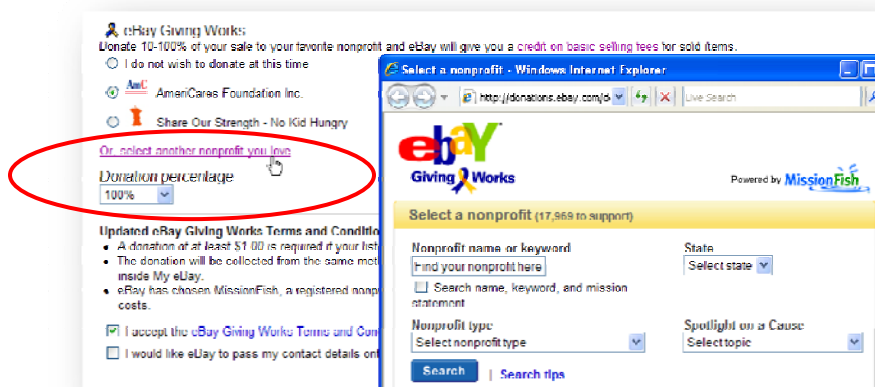 eBay Giving Works
Donate 10-100% of your sale to your favorite nonprofit and eBay will give you a credit on basic selling fees for sold items.
I do not wish to donate at this time
AmC AmeriCares Foundation Inc.
Share Our Strength - No Kid Hungry
Or, select another nonprofit you love
Donation percentage
100%
Updated eBay Giving Works Terms and Conditio
A donation of at least $1.00 is required if your list
The donation will be collected from the same met
inside My eBay.
eBay has chosen MissionFish, a registered nonp
costs.
I accept the eBay Giving Works Terms and Con
I would like eBay to pass my contact details ont
Select a nonprofit - Windows Internet Explorer
http://donations.ebay.com/d
Live Search
ebaY
Giving Works
Powered by MissionFish
Select a nonprofit (17,969 to support)
Nonprofit name or keyword
State
Find your nonprofit here
Select state
Search name, keyword, and mission
statement
Nonprofit type
Spotlight on a Cause
Select nonprofit type
Select topic
Search | Search tips